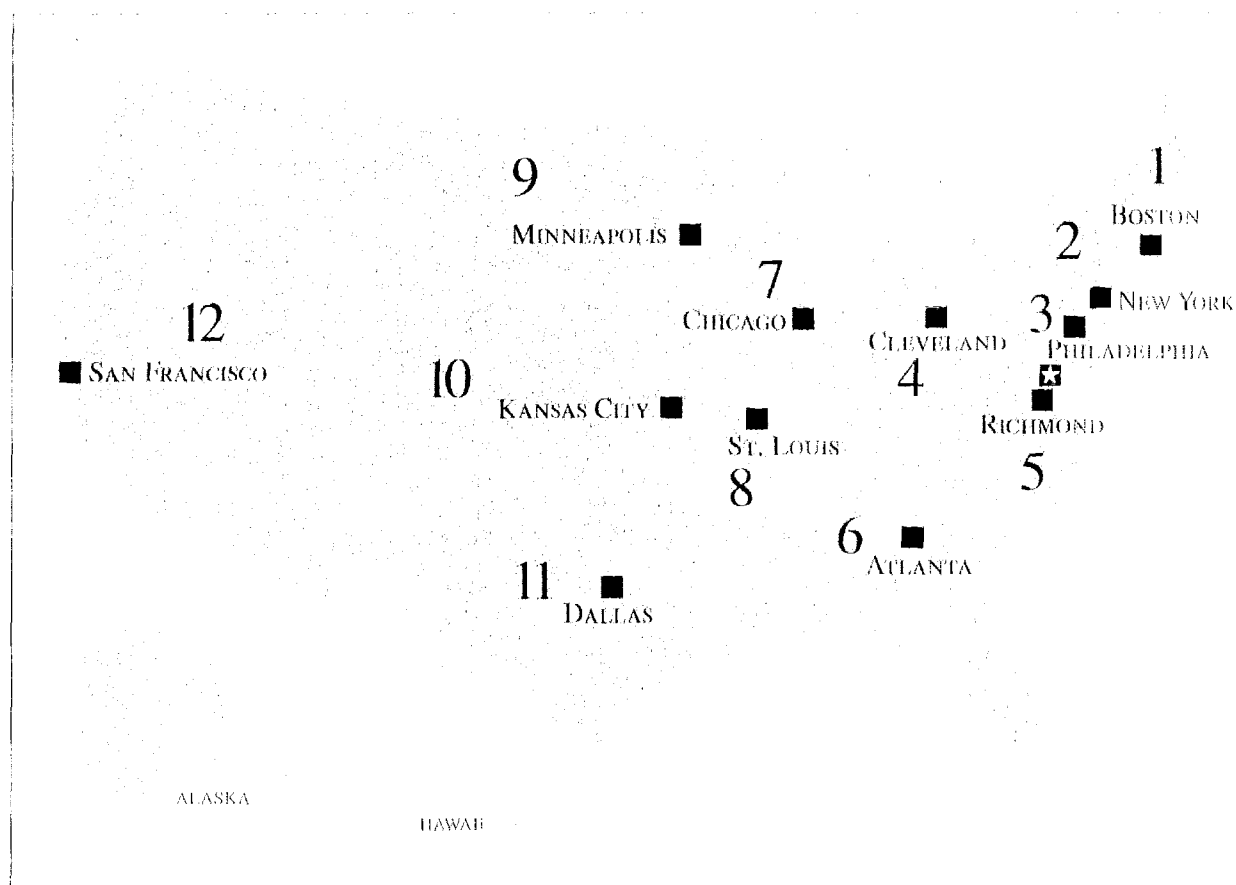 1
BOSTON
9
MINNEAPOLIS
2
NEW YORK
7
CHICAGO
3
PHILADELPHIA
12
SAN FRANCISCO
CLEVELAND
4
10
KANSAS CITY
ST. LOUIS
8
RICHMOND
5
6
ATLANTA
11
DALLAS
ALASKA
HAWAII